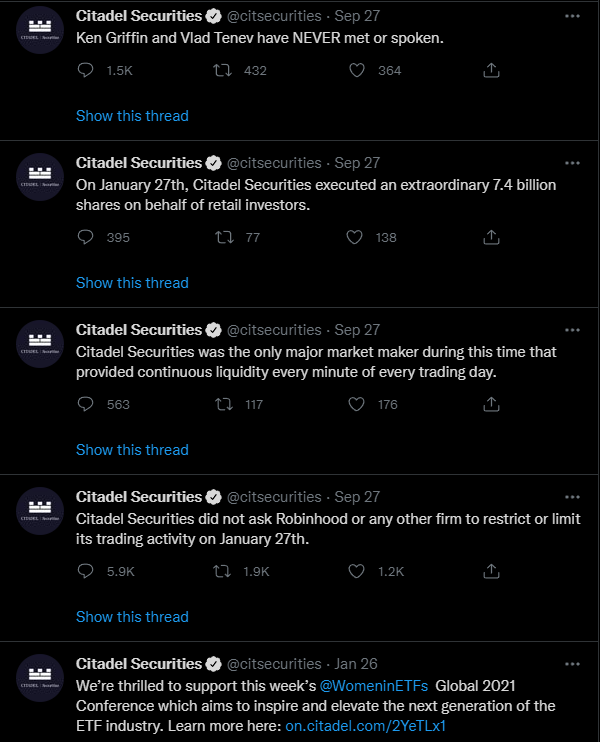 Citadel Securities @citsecurities · Sep 27
Ken Griffin and Vlad Tenev have NEVER met or spoken.
1.5K 432 364
Show this thread
CITADEL | Securities
Citadel Securities @citsecurities · Sep 27
On January 27th, Citadel Securities executed an extraordinary 7.4 billion
shares on behalf of retail investors.
395 77 138
Show this thread
CITADEL | Securities
Citadel Securities @citsecurities · Sep 27
Citadel Securities was the only major market maker during this time that
provided continuous liquidity every minute of every trading day.
563 117 176
Show this thread
CITADEL | Securities
Citadel Securities @citsecurities · Sep 27
Citadel Securities did not ask Robinhood or any other firm to restrict or limit
its trading activity on January 27th.
5.9K 1.9K 1.2K
Show this thread
CITADEL | Securities
Citadel Securities @citsecurities · Jan 26
We're thrilled to support this week's @WomeninETFs Global 2021
Conference which aims to inspire and elevate the next generation of the
ETF industry. Learn more here: on.citadel.com/2YeTLx1
CITADEL | Securities